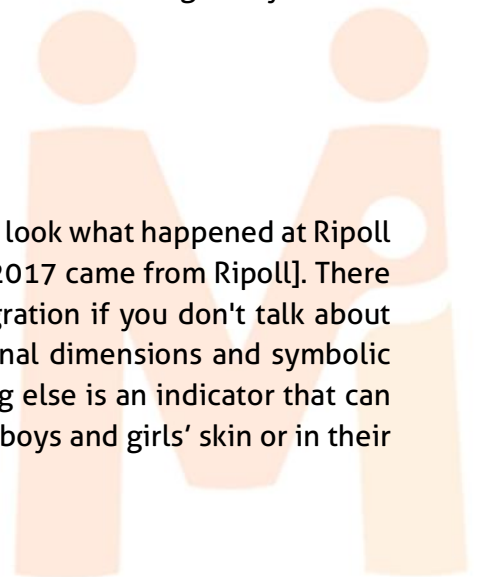 look what happened at Ripoll
2017 came from Ripoll]. There
gration if you don't talk about
nal dimensions and symbolic
g else is an indicator that can
boys and girls’ skin or in their